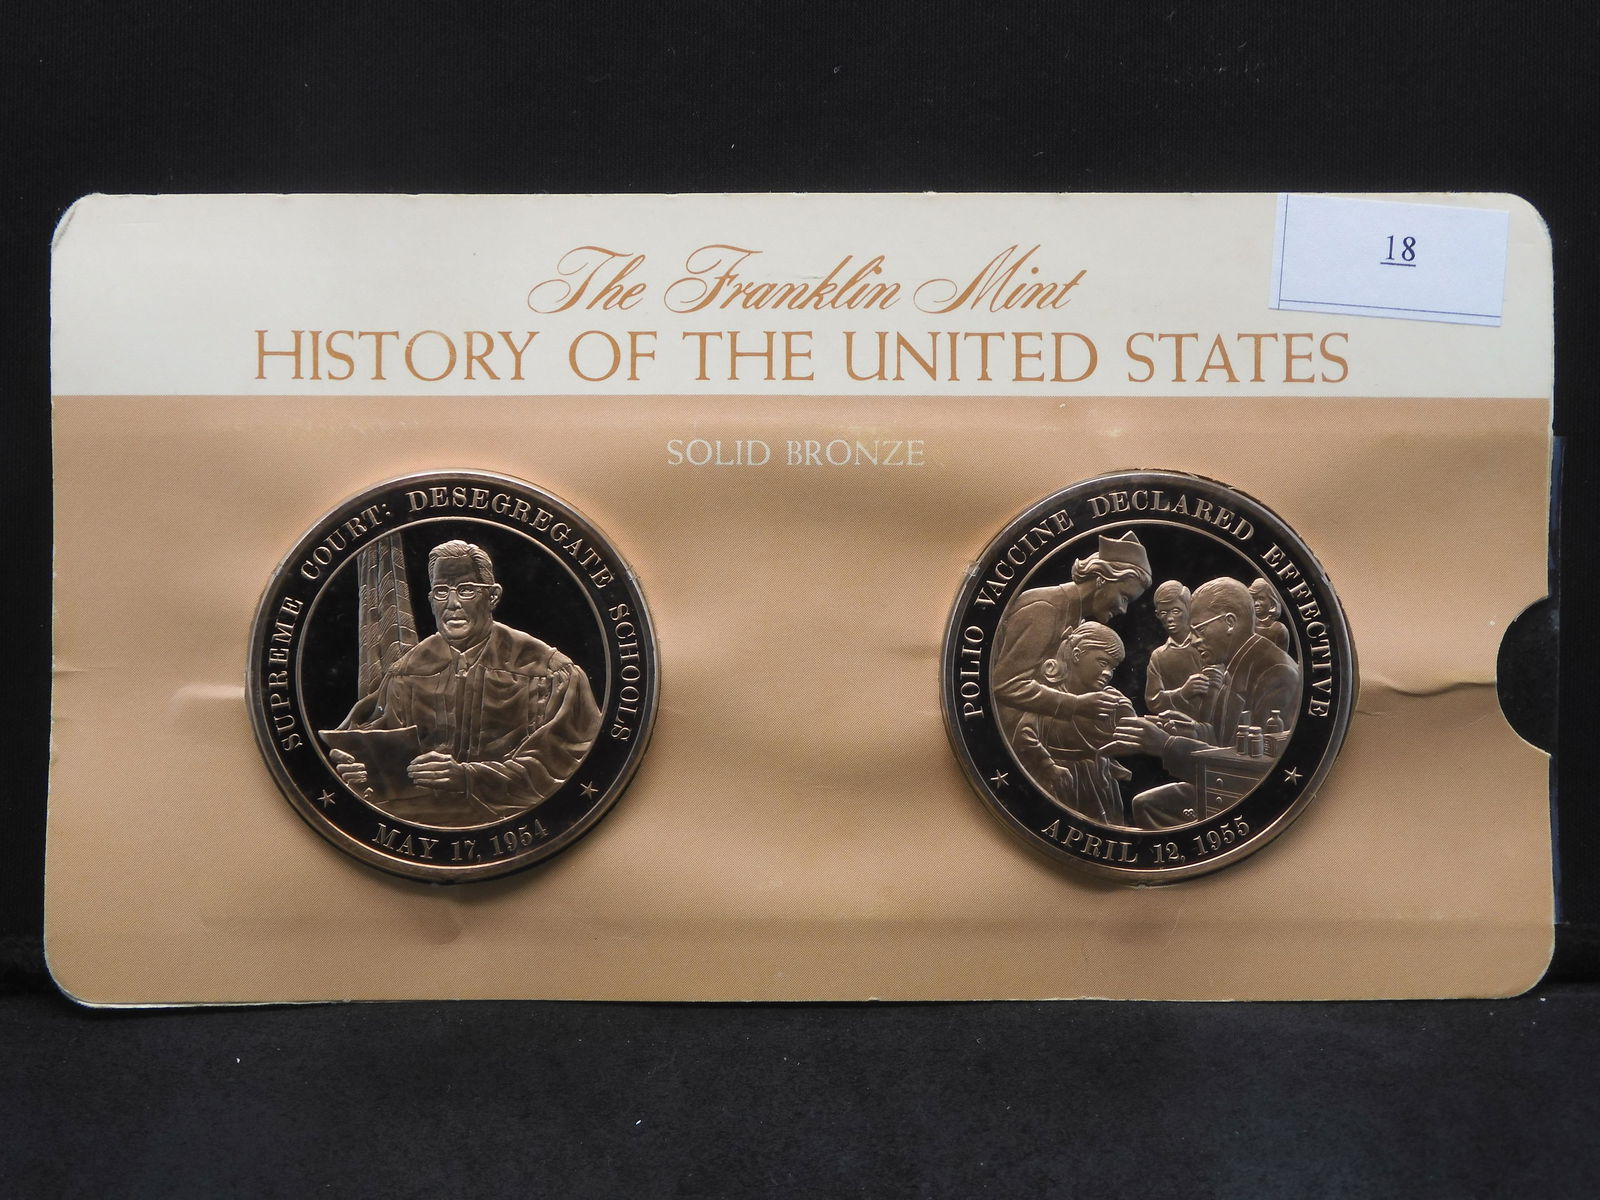 18
The Franklin Mint
HISTORY OF THE UNITED STATES
SOLID BRONZE
SUPREME COURT: DESEGREGATE SCHOOLS
MAY 17, 1954
POLIO VACCINE DECLARED EFFECTIVE
APRIL 12, 1955